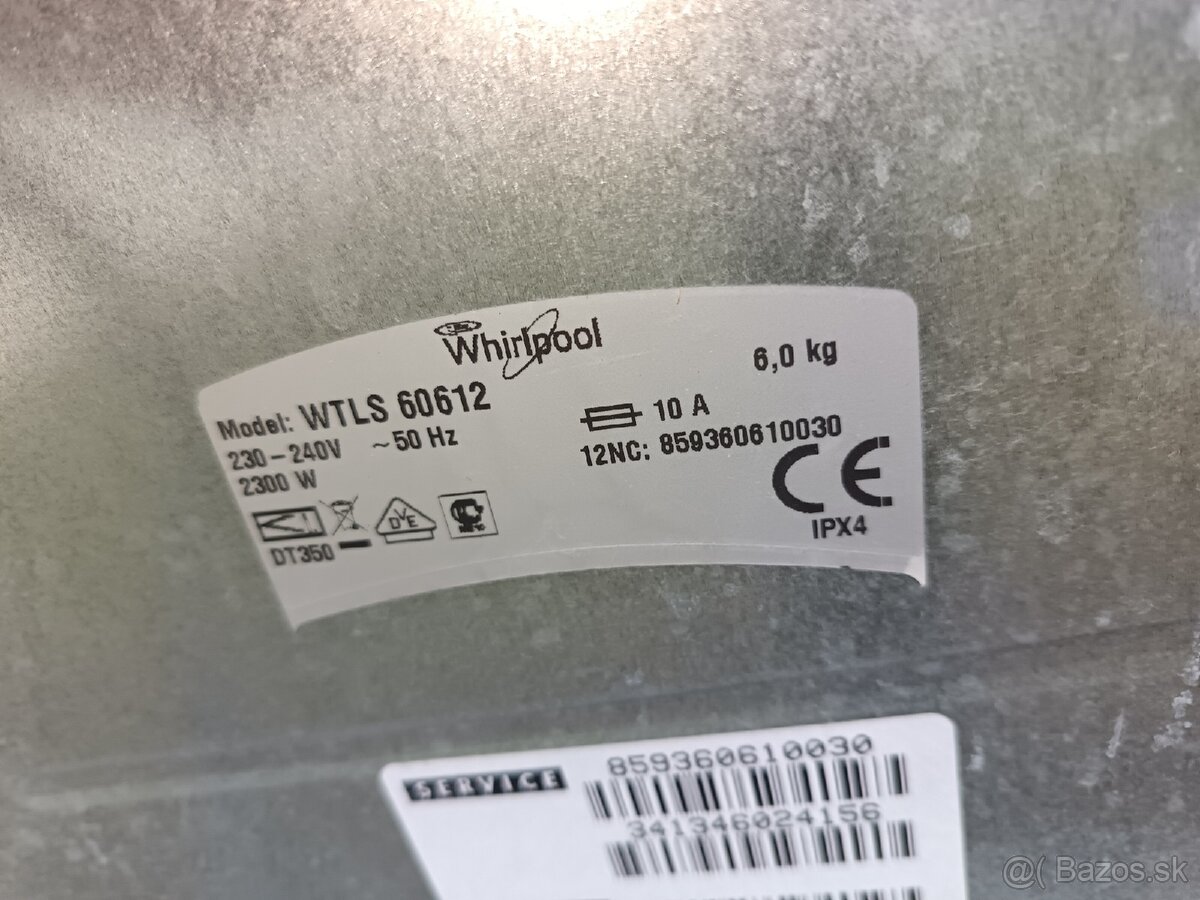 Whirlpool
6,0 kg
Model: WTLS 60612
230-240V ~50 Hz
10 A
2300 W
12NC: 859360610030
DVE
DT350
CE
IPX4
SERVICE
859360610030
341346024156
@( Bazos.sk